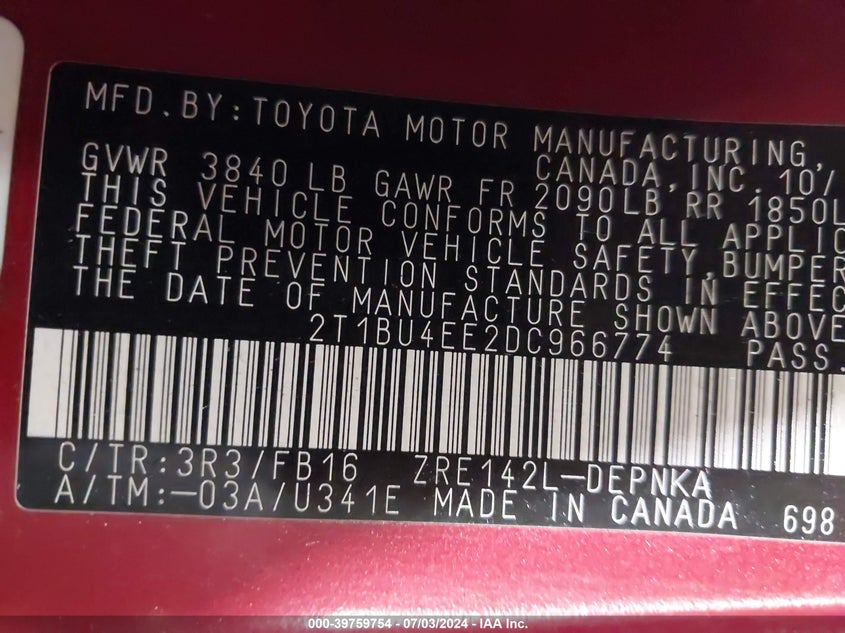 MFD. BY: TOYOTA MOTOR MANUFACTURING,
CANADA, INC. 10/
GVWR 3840 LB GAWR FR 2090LB RR 1850L
THIS VEHICLE CONFORMS TO ALL APPLIC
FEDERAL MOTOR VEHICLE SAFETY, BUMPER
THEFT PREVENTION STANDARDS IN EFFEC
THE DATE OF MANUFACTURE SHOWN ABOVE
2T1BU4EE2DC966774 PASS.
C/TR:3R3/FB16 ZRE142L-DEPNKA
A/TM:-03A/U341E MADE IN CANADA 698
000-39759754 - 07/03/2024 - IAA Inc.